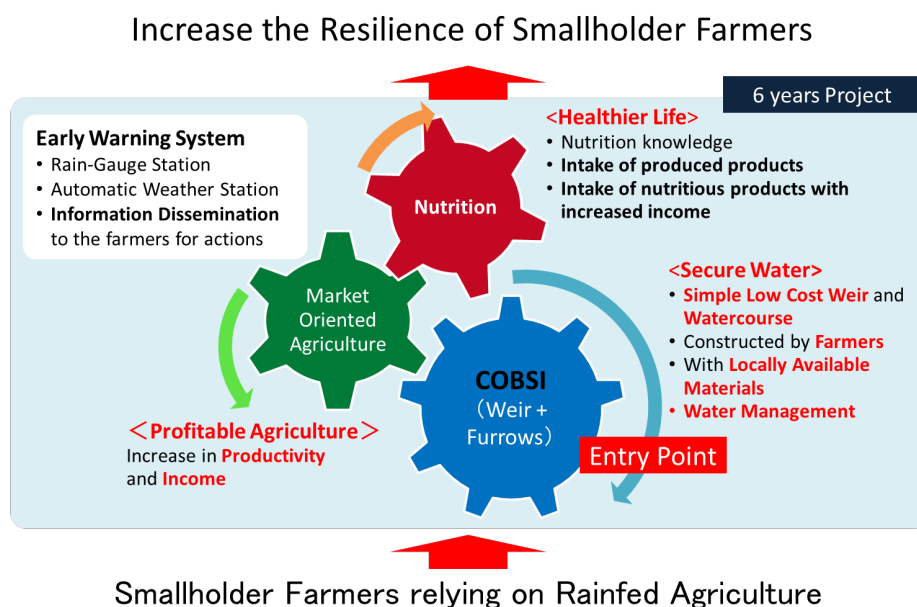 Increase the Resilience of Smallholder Farmers
6 years Project
Early Warning System
• Rain-Gauge Station
• Automatic Weather Station
• Information Dissemination
to the farmers for actions
<Healthier Life>
• Nutrition knowledge
• Intake of produced products
• Intake of nutritious products with
increased income
Nutrition
Market
Oriented
Agriculture
<Secure Water>
• Simple Low Cost Weir and
Watercourse
• Constructed by Farmers
• With Locally Available
Materials
• Water Management
COBSI
（Weir +
Furrows）
Entry Point
＜Profitable Agriculture＞
Increase in Productivity
and Income
Smallholder Farmers relying on Rainfed Agriculture